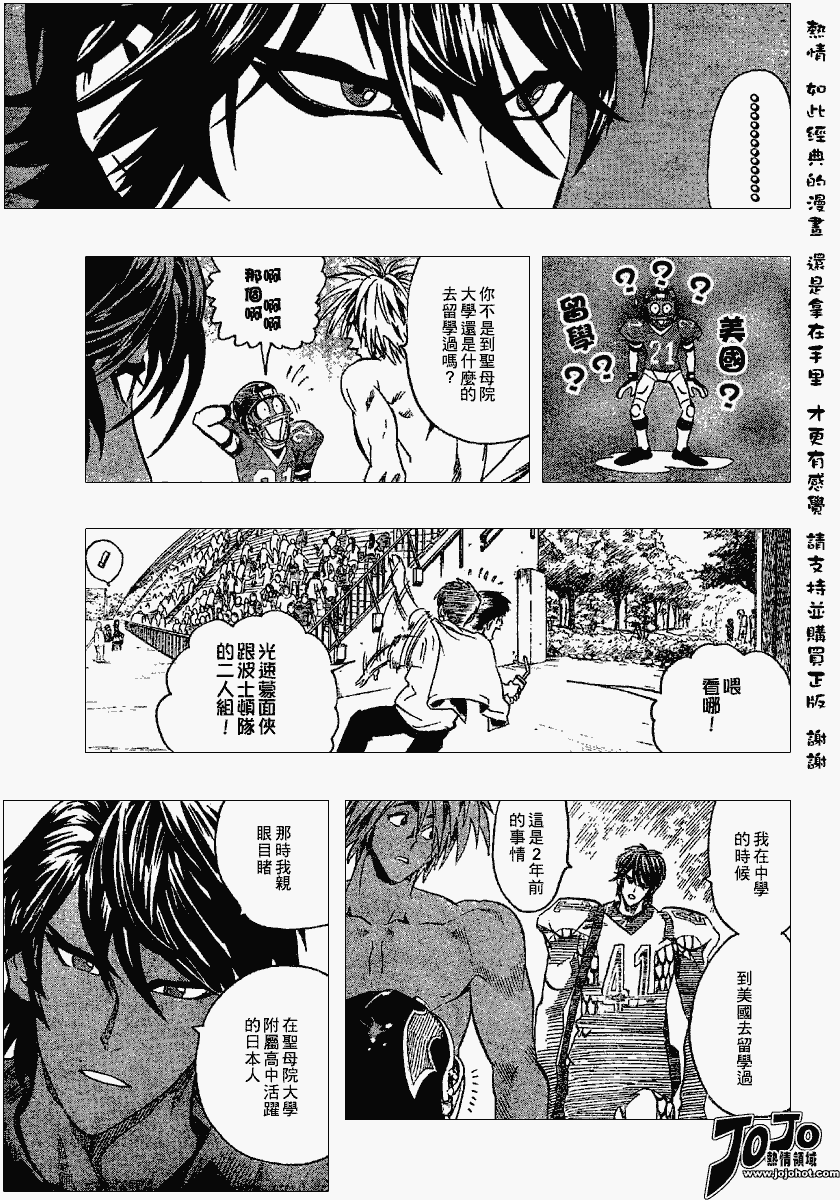 ………
？
？
？
？
美國？
留學？
？
？
21
你不是到聖母院
大學還是什麼的
去留學過嗎？
啊啊啊
那個啊
喂
看哪！
光速蒙面俠
跟波士頓隊
的二人組！
！
我在中學
的時候
到美國去留學過
這是2年前
的事情
41
那時我親
眼目睹
在聖母院大學
附屬高中活躍
的日本人
熱情 如此經典的漫畫 還是拿在手里 才更有感覺 請支持並購買正版 謝謝
JOJO
熱情領域
www.jojohot.com